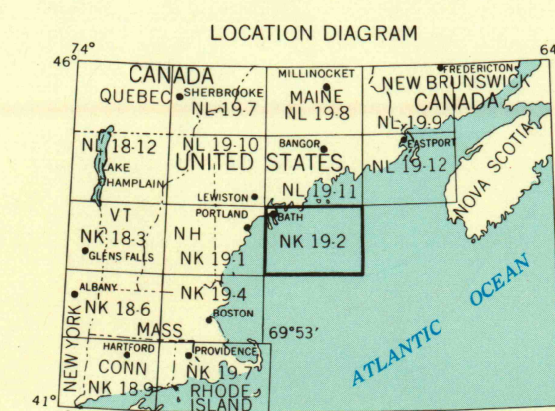 LOCATION DIAGRAM
74°
64
46°
CANADA
QUEBEC
SHERBROOKE
NL-19-7
MILLINOCKET
MAINE
NL 19-8
FREDERICTON
NEW BRUNSWICK
CANADA
NL-19-9
NL 18-12
NL 19-10
BANGOR
EASTPORT
NL 19-12
UNITED STATES
LAKE
CHAMPLAIN
NL 19-11
NOVA SCOTIA
LEWISTON
PORTLAND
BATH
VT
NK 18-3
NH
NK 19-1
NK 19-2
GLENS FALLS
ALBANY
NK 18-6
NK 19-4
BOSTON
MASS
69°53'
ATLANTIC OCEAN
NEW YORK
HARTFORD
CONN
NK 18-9
PROVIDENCE
NK 19-7
RHODE
ISLAND
41°